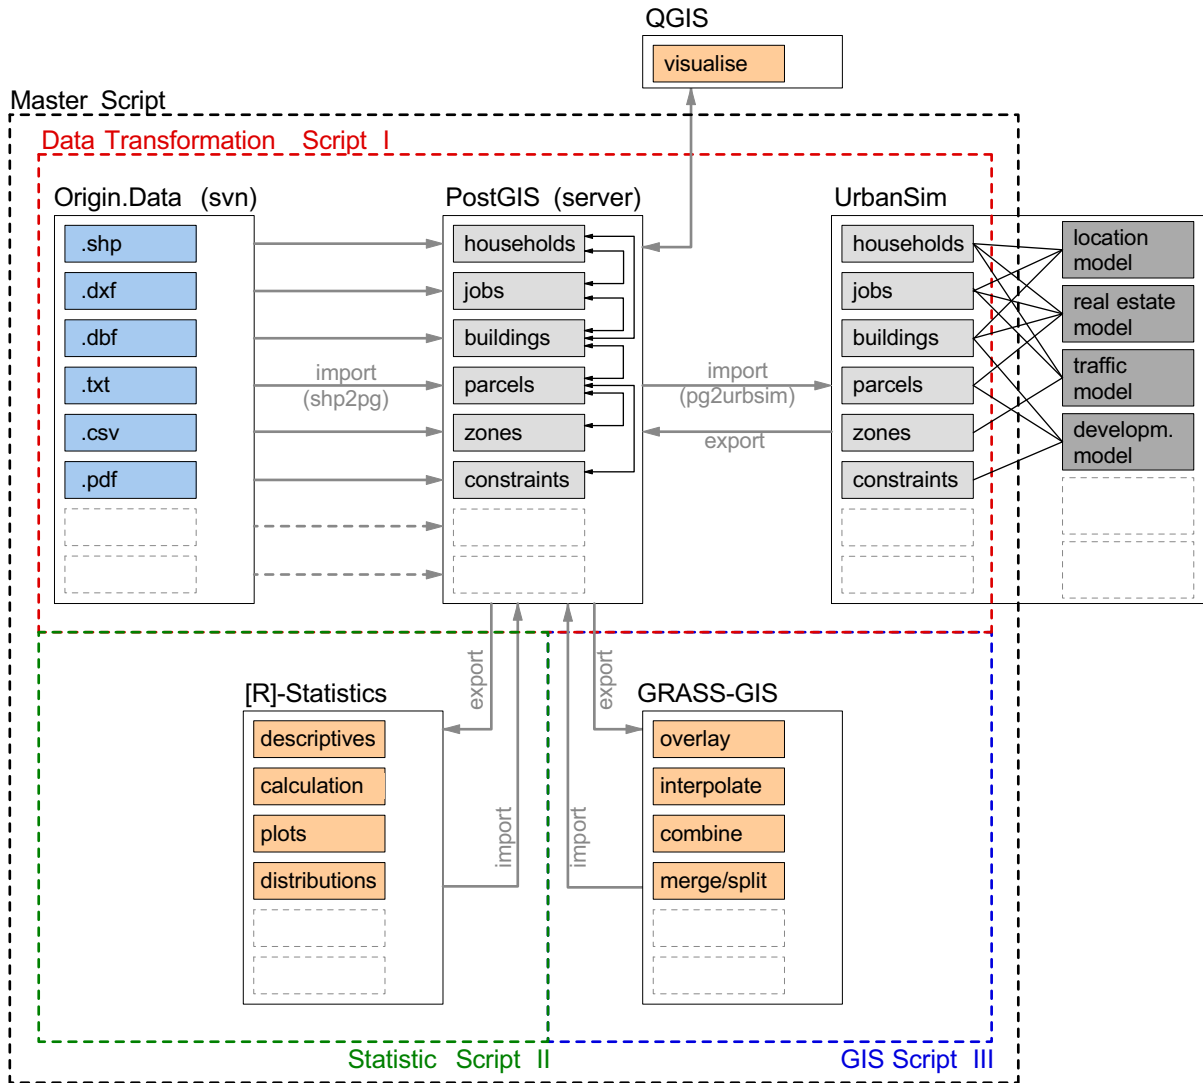 QGIS
visualise
Master Script
Data Transformation Script I
Origin.Data (svn)
.shp
.dxf
.dbf
.txt
.csv
.pdf
import
(shp2pg)
PostGIS (server)
households
jobs
buildings
parcels
zones
constraints
import
(pg2urbsim)
export
UrbanSim
households
jobs
buildings
parcels
zones
constraints
location
model
real estate
model
traffic
model
developm.
model
export
import
import
export
[R]-Statistics
descriptives
calculation
plots
distributions
GRASS-GIS
overlay
interpolate
combine
merge/split
Statistic Script II
GIS Script III